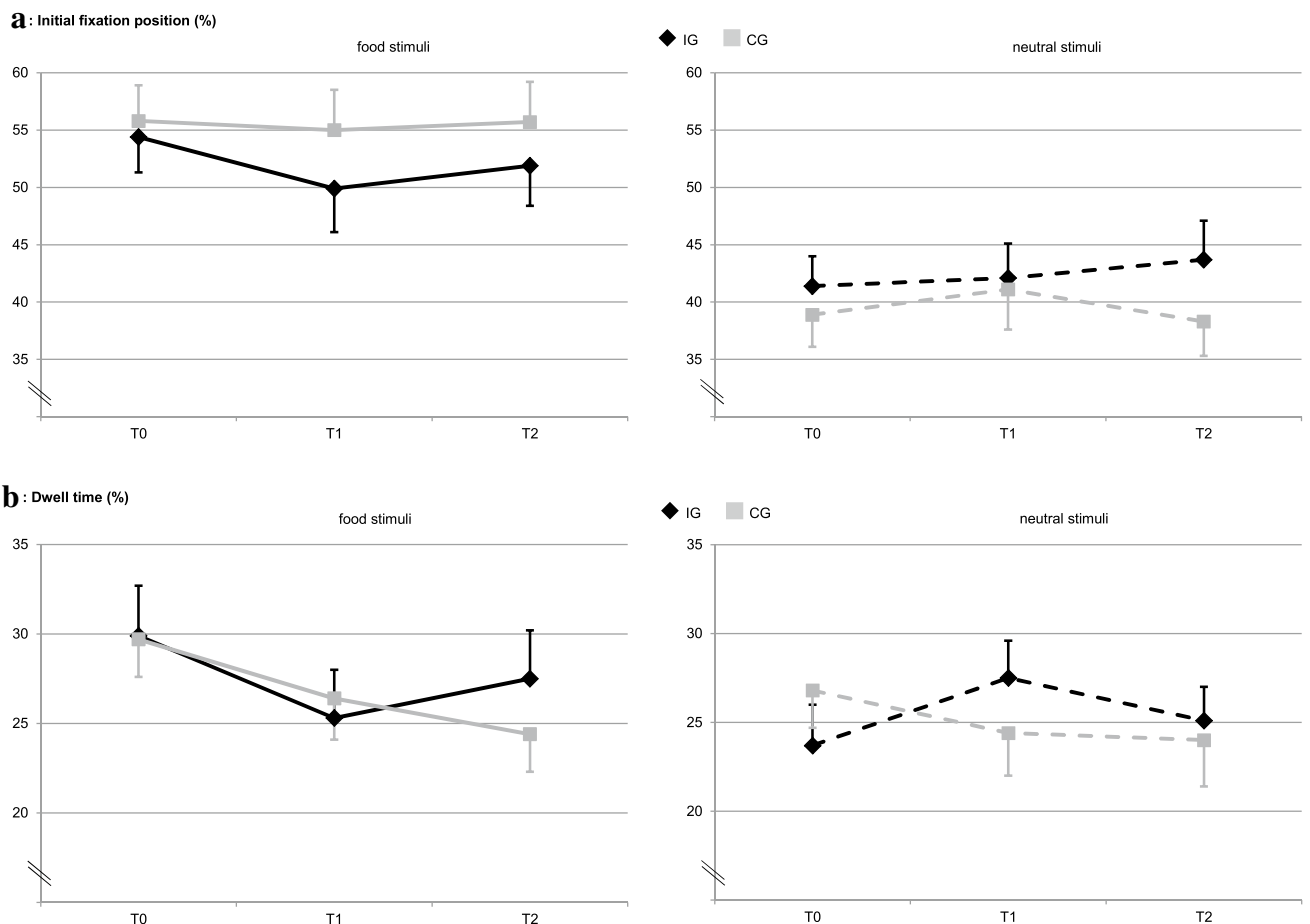 a: Initial fixation position (%)
food stimuli
IG CG
neutral stimuli
60
55
50
45
40
35
T0 T1 T2
60
55
50
45
40
35
T0 T1 T2
b: Dwell time (%)
food stimuli
IG CG
neutral stimuli
35
30
25
20
T0 T1 T2
35
30
25
20
T0 T1 T2